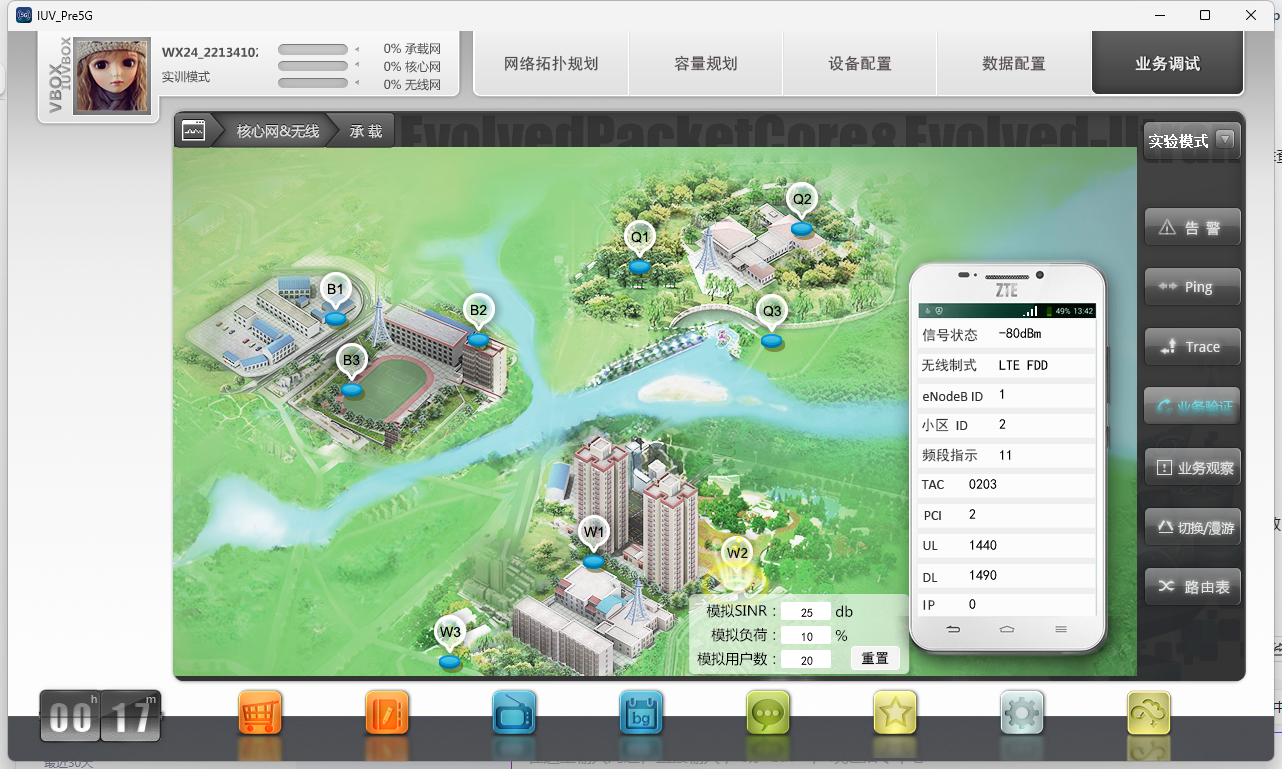 IUV_Pre5G
VBOX
IUVBOX
WX24_2213410
实训模式
0% 承载网
0% 核心网
0% 无线网
网络拓扑规划
容量规划
设备配置
数据配置
业务调试
核心网&无线
承载
EvolvedPacketCore&Evolved-U
实验模式
告警
Ping
Trace
业务验证
业务观察
切换/漫游
路由表
Q1
Q2
Q3
B1
B2
B3
W1
W2
W3
ZTE
49% 13:42
信号状态 -80dBm
无线制式 LTE FDD
eNodeB ID 1
小区 ID 2
频段指示 11
TAC 0203
PCI 2
UL 1440
DL 1490
IP 0
模拟SINR： 25 db
模拟负荷： 10 %
模拟用户数： 20
重置
00 h 17 m
bg
最近30天